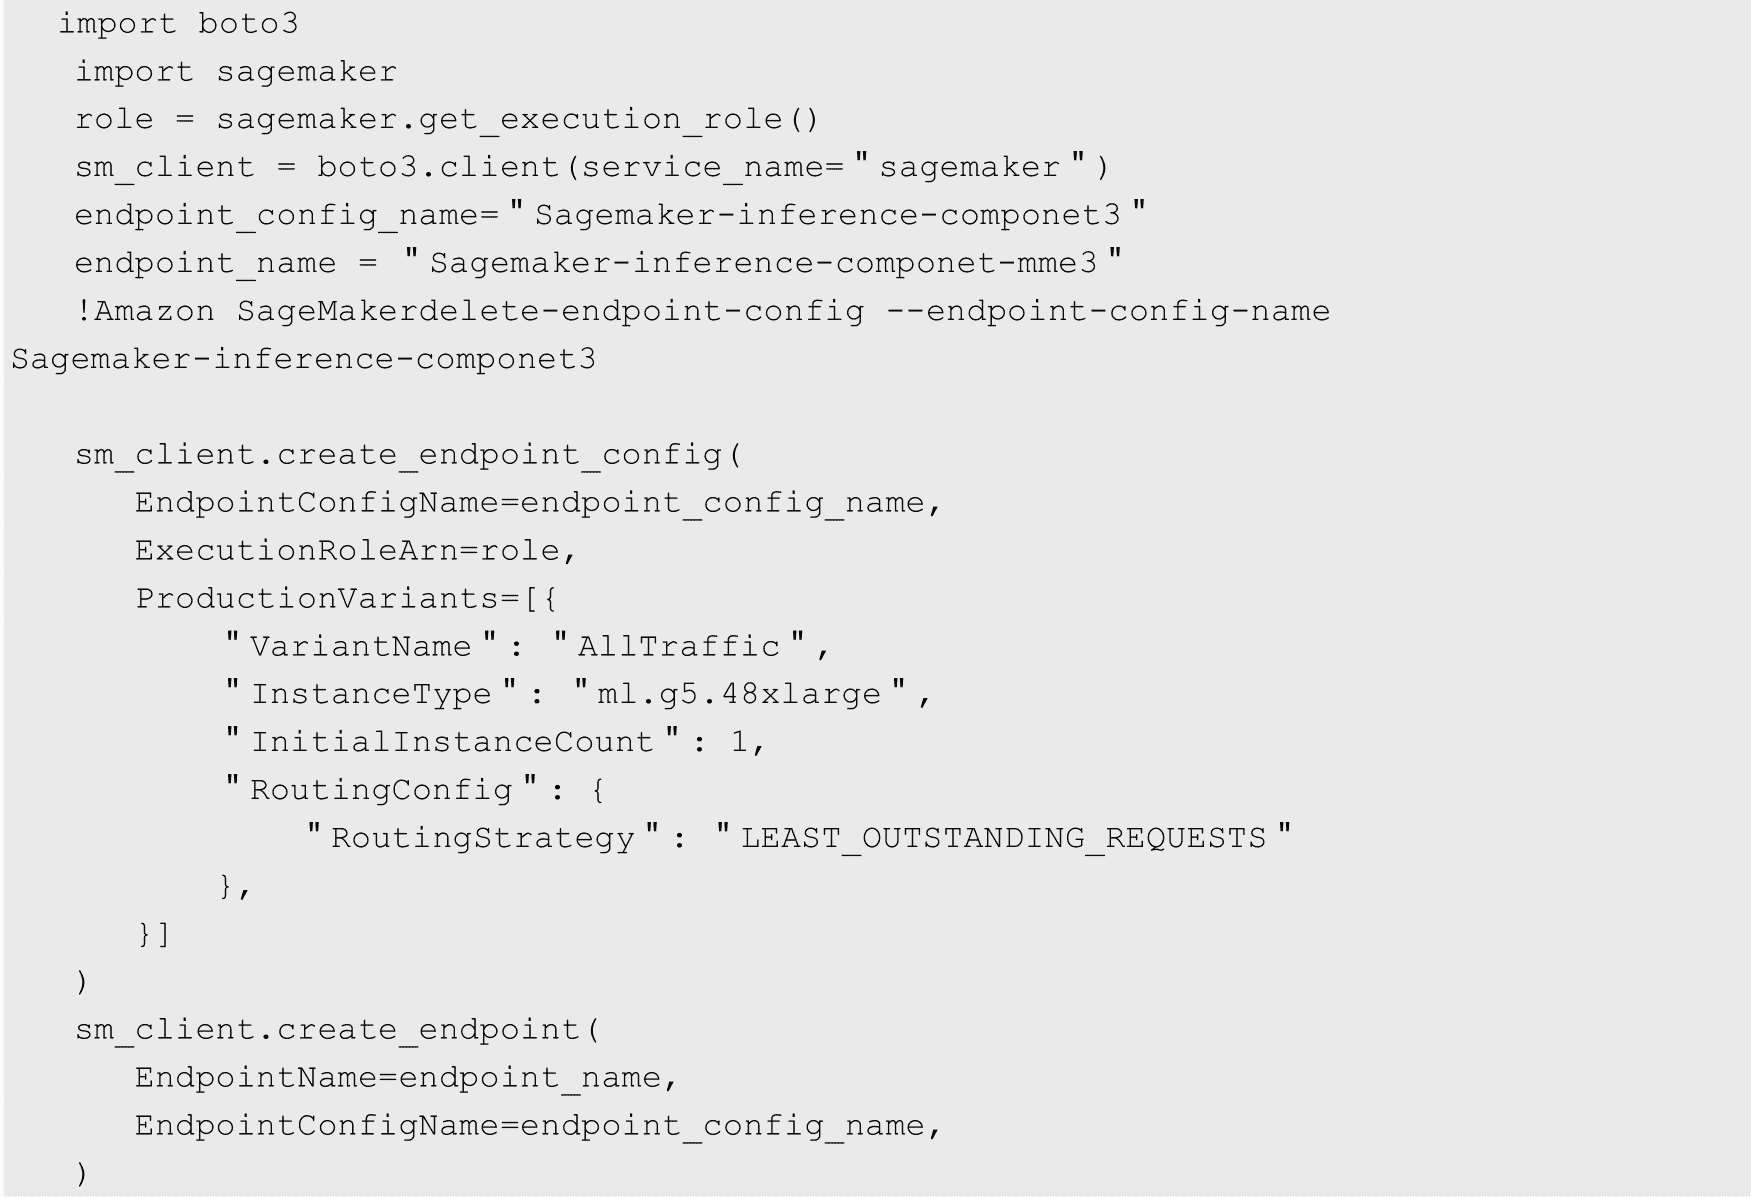 import boto3
import sagemaker
role = sagemaker.get_execution_role()
sm_client = boto3.client(service_name="sagemaker")
endpoint_config_name="Sagemaker-inference-componet3"
endpoint_name = "Sagemaker-inference-componet-mme3"
!Amazon SageMakerdelete-endpoint-config --endpoint-config-name
Sagemaker-inference-componet3
sm_client.create_endpoint_config(
EndpointConfigName=endpoint_config_name,
ExecutionRoleArn=role,
ProductionVariants=[{
"VariantName": "AllTraffic",
"InstanceType": "ml.g5.48xlarge",
"InitialInstanceCount": 1,
"RoutingConfig": {
"RoutingStrategy": "LEAST_OUTSTANDING_REQUESTS"
},
}]
)
sm_client.create_endpoint(
EndpointName=endpoint_name,
EndpointConfigName=endpoint_config_name,
)